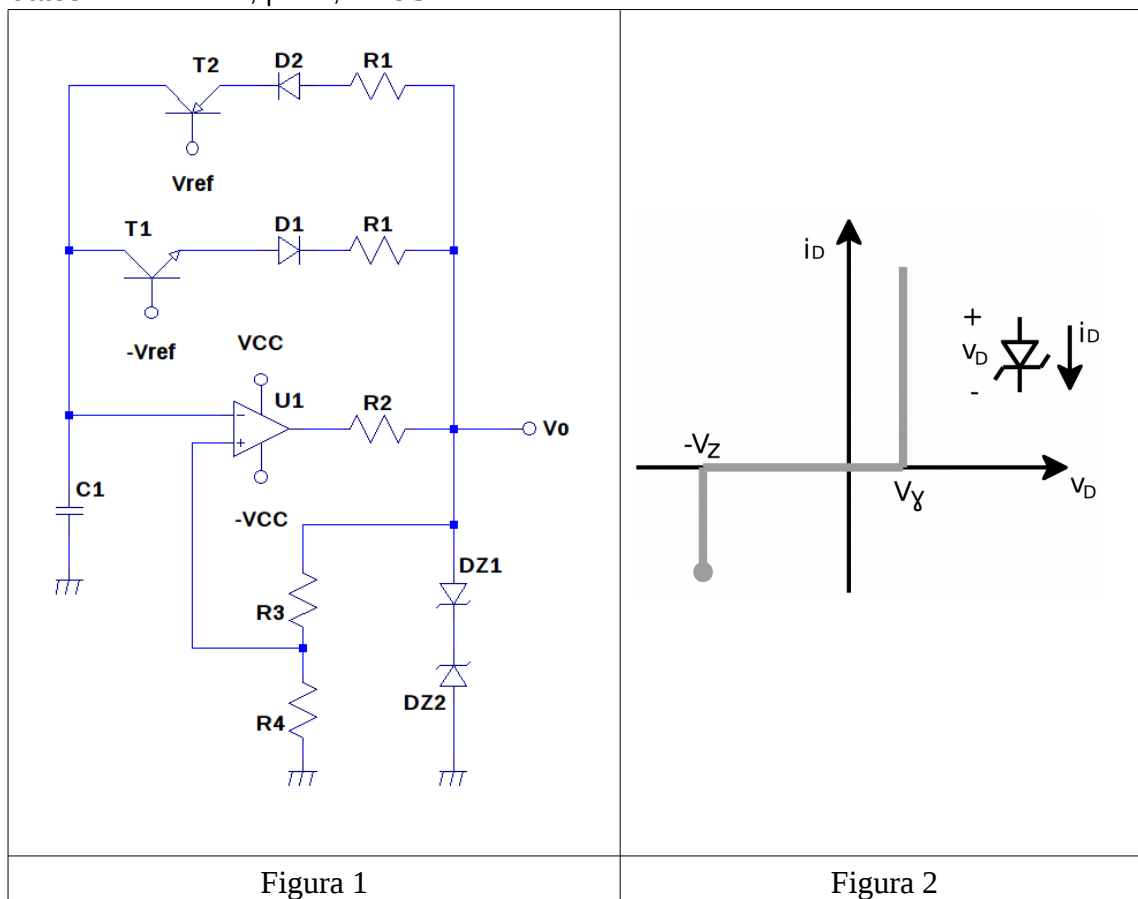 T2 D2 R1
Vref
T1 D1 R1
-Vref
VCC
U1
R2
Vo
C1
-VCC
DZ1
R3
DZ2
R4
iD
+
vD
iD
-
-VZ
Vɣ
vD
Figura 1
Figura 2